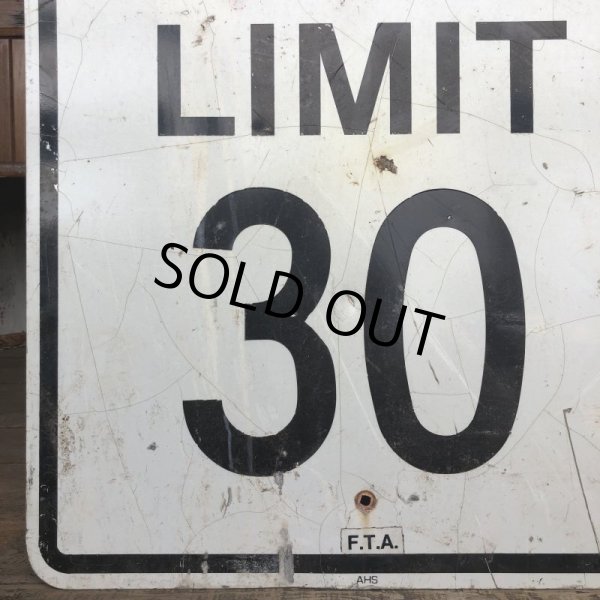 LIMIT
30
SOLD OUT
F.T.A.
AHS